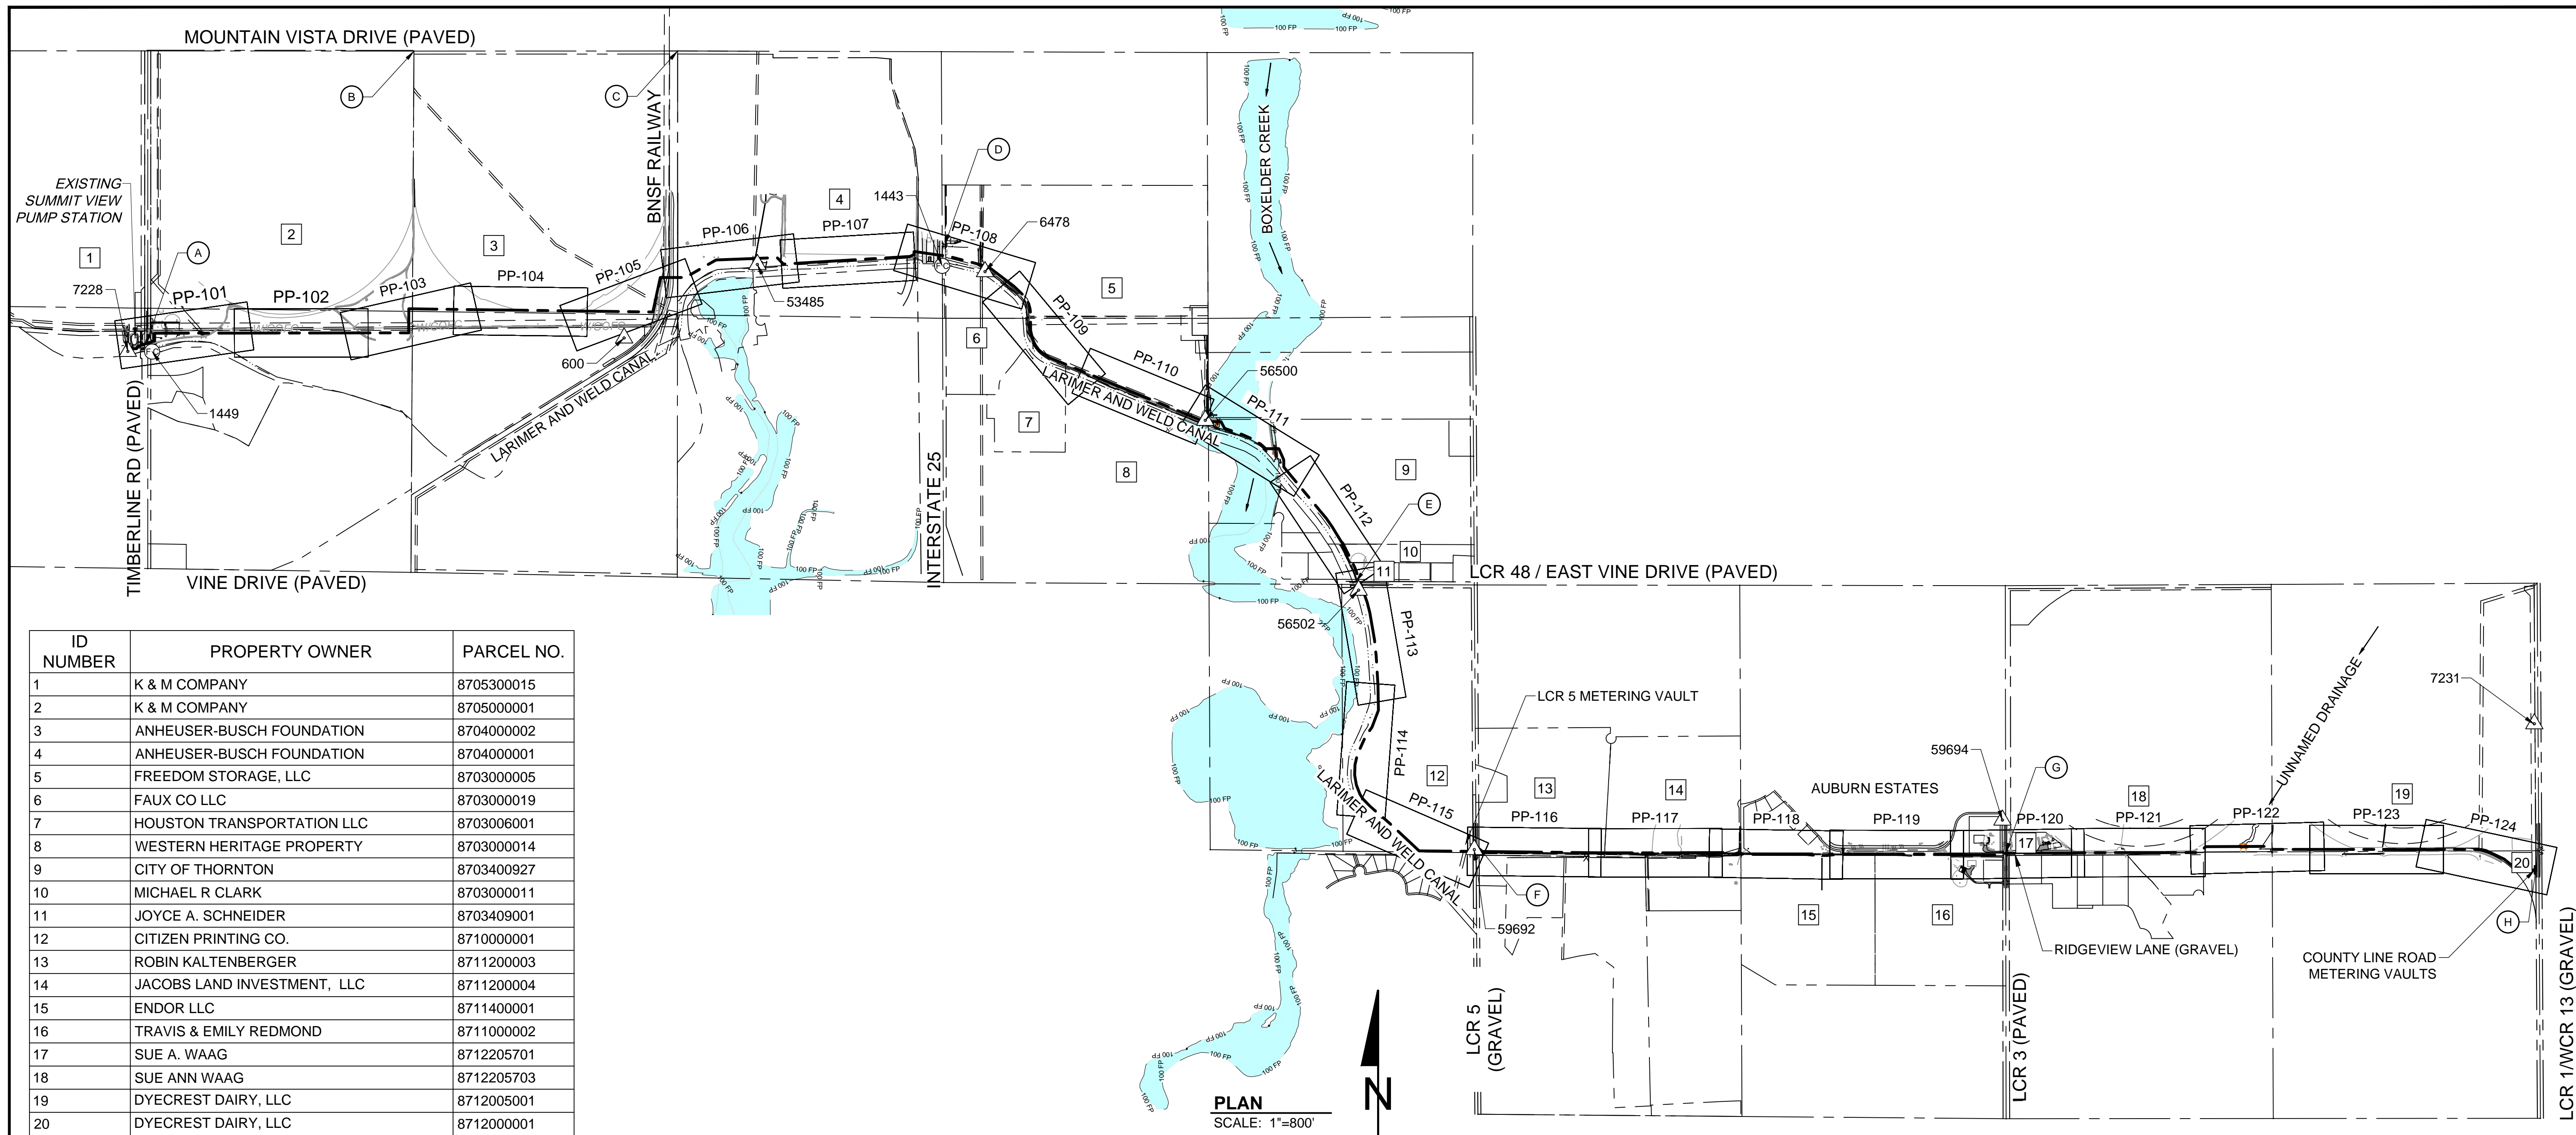 MOUNTAIN VISTA DRIVE (PAVED)
B
C
BNSF RAILWAY
BOXELDER CREEK
D
EXISTING
SUMMIT VIEW
PUMP STATION
1
2
3
4
5
6
7
8
9
10
11
7228
A
PP-101
PP-102
PP-103
PP-104
PP-105
PP-106
PP-107
1443
PP-108
6478
53485
PP-109
PP-110
56500
PP-111
PP-112
E
600
1449
LARIMER AND WELD CANAL
LARIMER AND WELD CANAL
TIMBERLINE RD (PAVED)
INTERSTATE 25
VINE DRIVE (PAVED)
LCR 48 / EAST VINE DRIVE (PAVED)
100 FP
56502
PP-113
PP-114
LCR 5 METERING VAULT
12
PP-115
LARIMER AND WELD CANAL
13
PP-116
14
PP-117
AUBURN ESTATES
PP-118
PP-119
59694
G
PP-120
17
18
PP-121
UNNAMED DRAINAGE
PP-122
19
PP-123
PP-124
7231
20
F
59692
15
16
RIDGEVIEW LANE (GRAVEL)
COUNTY LINE ROAD
METERING VAULTS
H
LCR 5
(GRAVEL)
LCR 3 (PAVED)
LCR 1/WCR 13 (GRAVEL)
ID NUMBER PROPERTY OWNER PARCEL NO.
1 K & M COMPANY 8705300015
2 K & M COMPANY 8705000001
3 ANHEUSER-BUSCH FOUNDATION 8704000002
4 ANHEUSER-BUSCH FOUNDATION 8704000001
5 FREEDOM STORAGE, LLC 8703000005
6 FAUX CO LLC 8703000019
7 HOUSTON TRANSPORTATION LLC 8703006001
8 WESTERN HERITAGE PROPERTY 8703000014
9 CITY OF THORNTON 8703400927
10 MICHAEL R CLARK 8703000011
11 JOYCE A. SCHNEIDER 8703409001
12 CITIZEN PRINTING CO. 8710000001
13 ROBIN KALTENBERGER 8711200003
14 JACOBS LAND INVESTMENT, LLC 8711200004
15 ENDOR LLC 8711400001
16 TRAVIS & EMILY REDMOND 8711000002
17 SUE A. WAAG 8712205701
18 SUE ANN WAAG 8712205703
19 DYECREST DAIRY, LLC 8712005001
20 DYECREST DAIRY, LLC 8712000001
PLAN
SCALE: 1"=800'
N